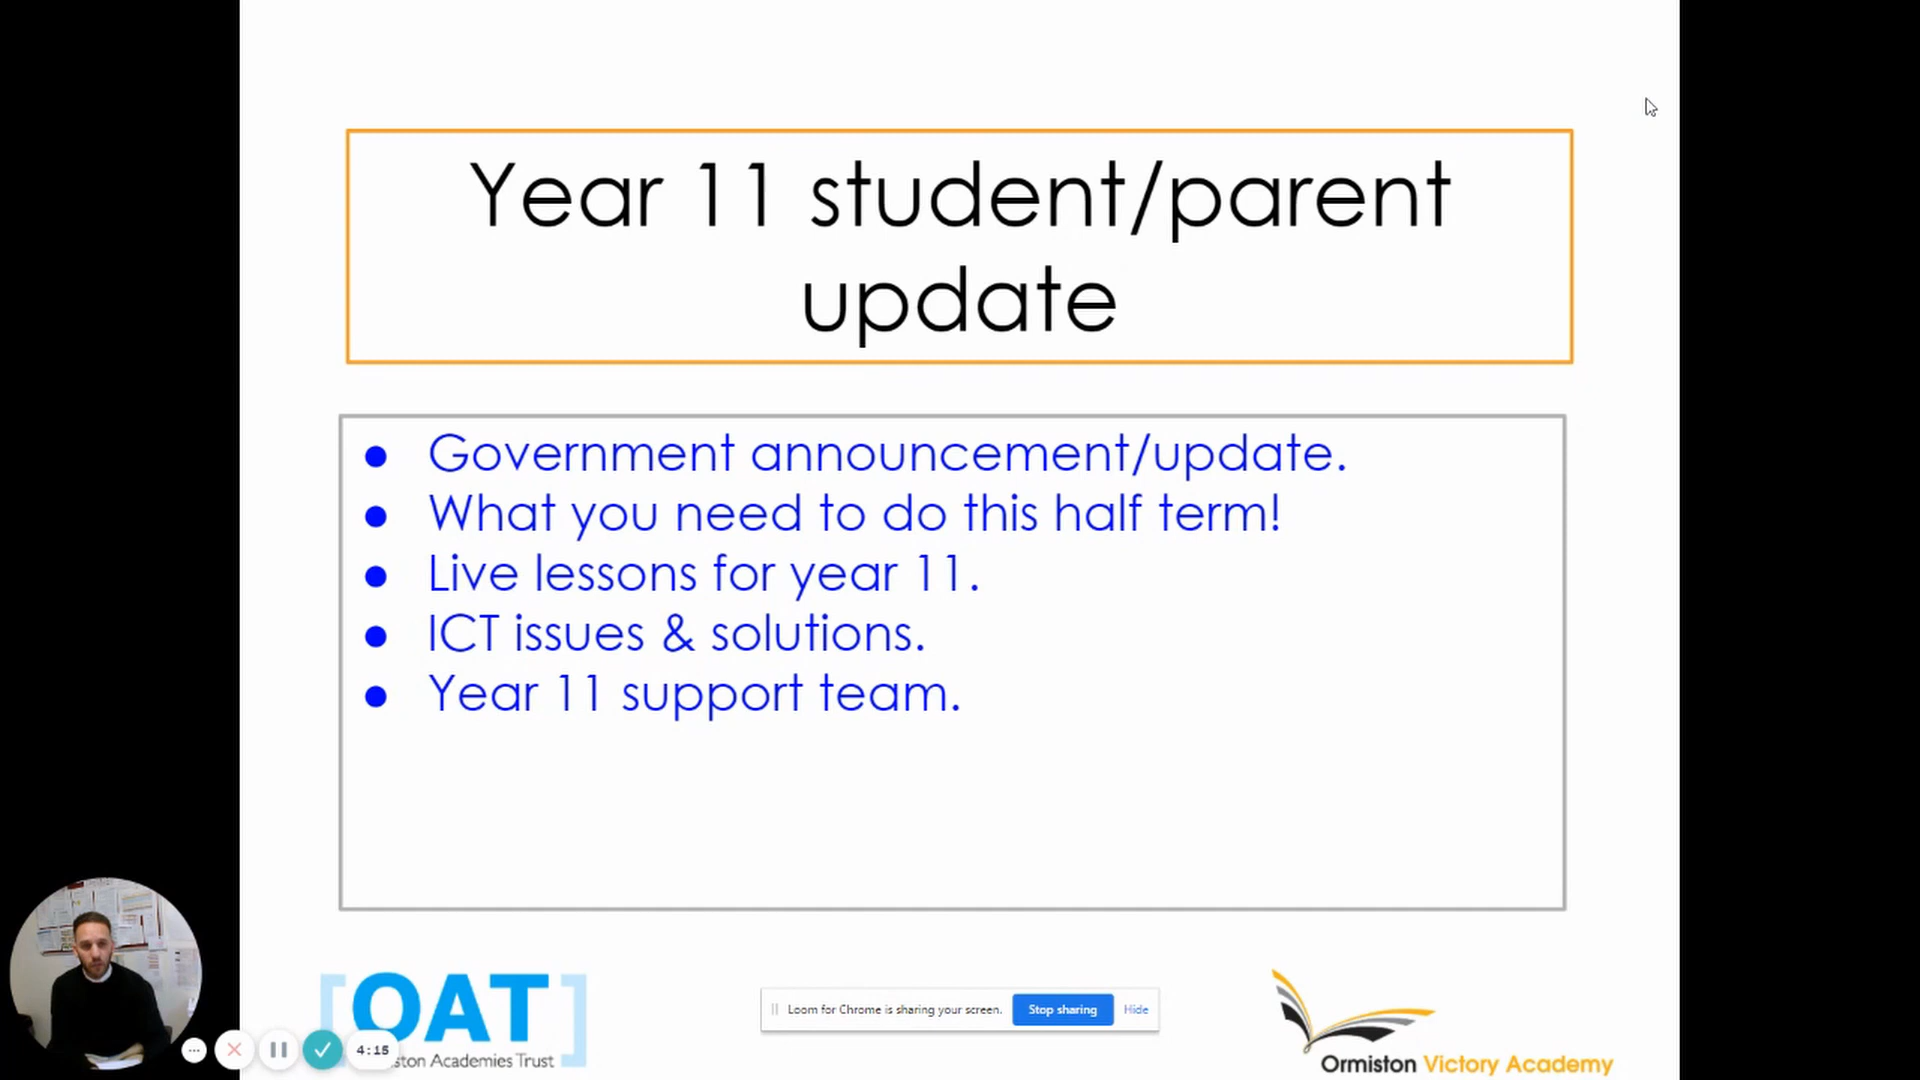 Year 11 student/parent
update
● Government announcement/update.
● What you need to do this half term!
● Live lessons for year 11.
● ICT issues & solutions.
● Year 11 support team.
[OAT]
ston Academies Trust
4:15
Loom for Chrome is sharing your screen. Stop sharing Hide
Ormiston Victory Academy